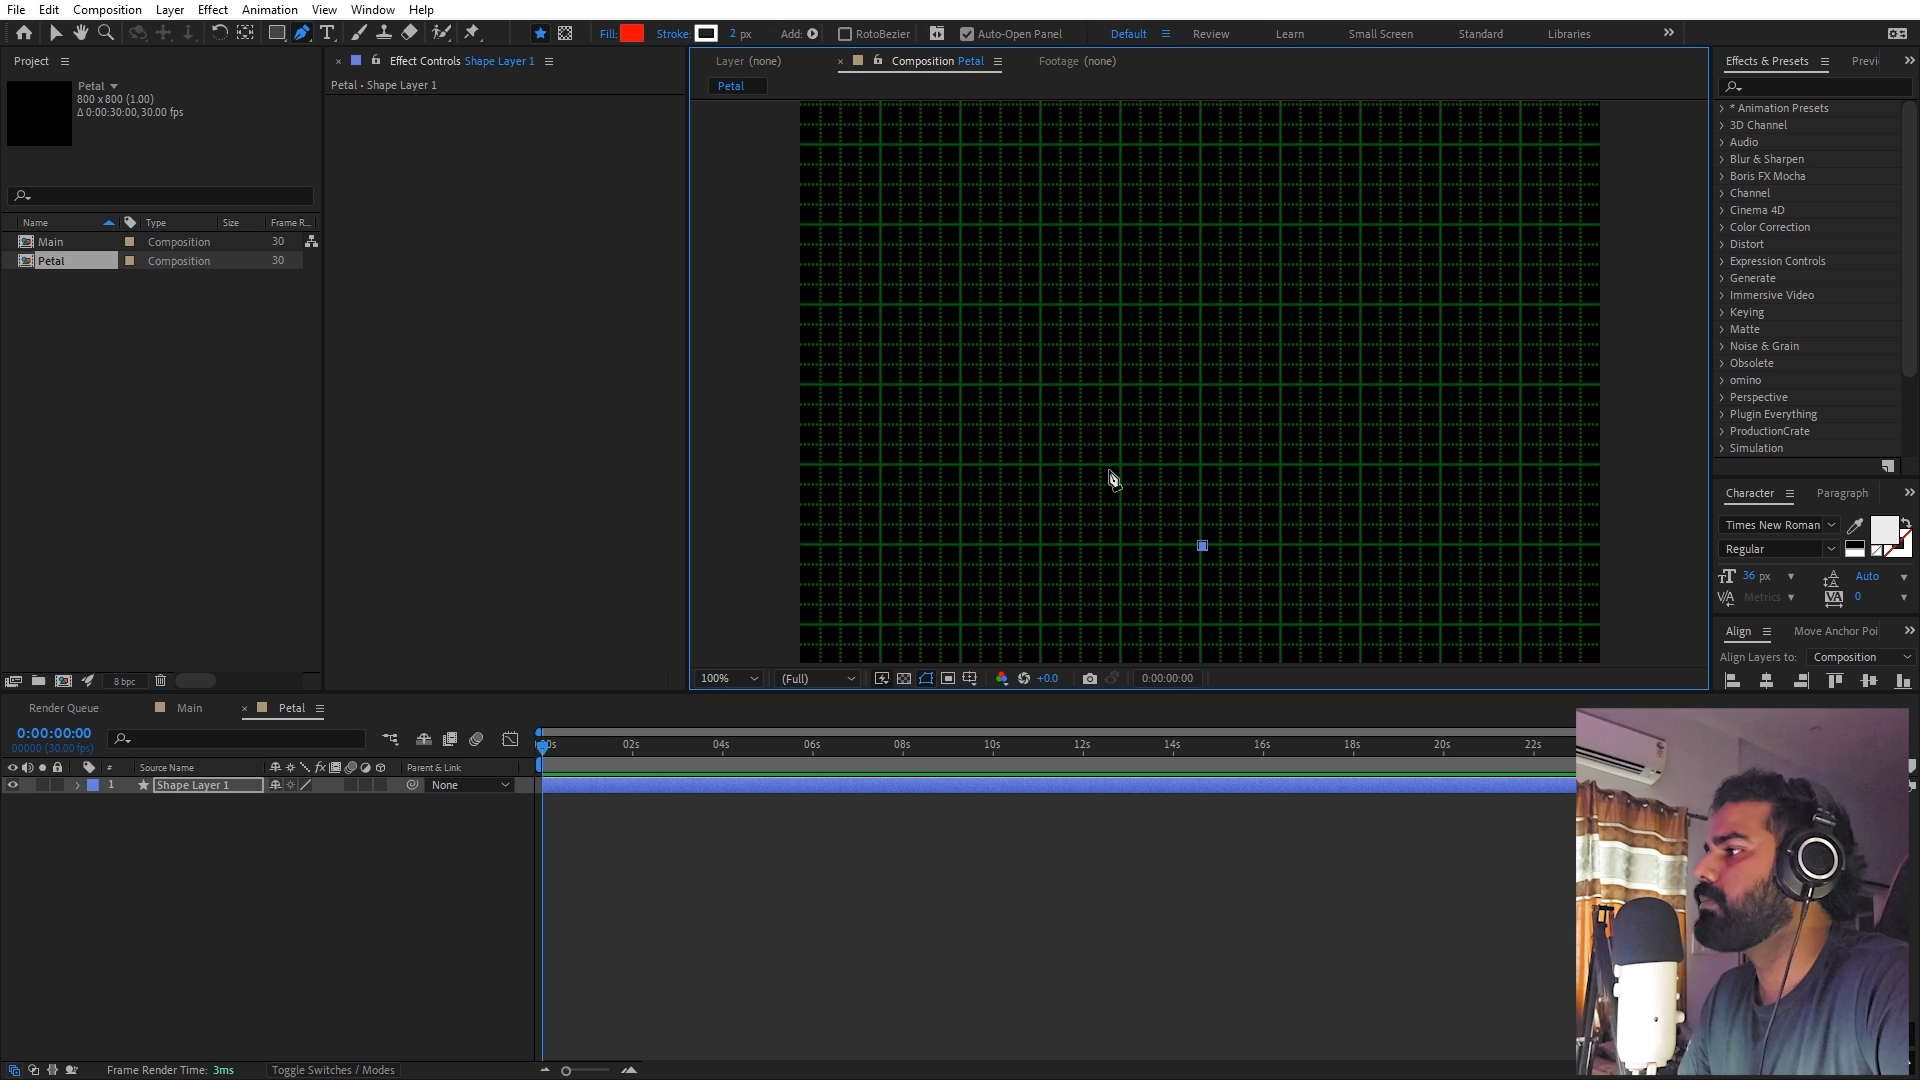 File Edit Composition Layer Effect Animation View Window Help
Fill: Stroke: 2 px Add: RotoBezier Auto-Open Panel Default Review Learn Small Screen Standard Libraries
Project
Petal
800 x 800 (1.00)
Δ 0:00:30:00, 30.00 fps
Name Type Size Frame R...
Main Composition 30
Petal Composition 30
8 bpc
Effect Controls Shape Layer 1
Petal • Shape Layer 1
Layer (none) Composition Petal Footage (none)
Petal
100% (Full) +0.0 0:00:00:00
Effects & Presets Previ
* Animation Presets
3D Channel
Audio
Blur & Sharpen
Boris FX Mocha
Channel
Cinema 4D
Color Correction
Distort
Expression Controls
Generate
Immersive Video
Keying
Matte
Noise & Grain
Obsolete
omino
Perspective
Plugin Everything
ProductionCrate
Simulation
Character Paragraph
Times New Roman
Regular
36 px Auto
Metrics 0
Align Move Anchor Poi
Align Layers to: Composition
Render Queue Main Petal
0:00:00:00
00000 (30.00 fps)
02s 04s 06s 08s 10s 12s 14s 16s 18s 20s 22s
# Source Name fx Parent & Link
1 Shape Layer 1 None
Frame Render Time: 3ms Toggle Switches / Modes